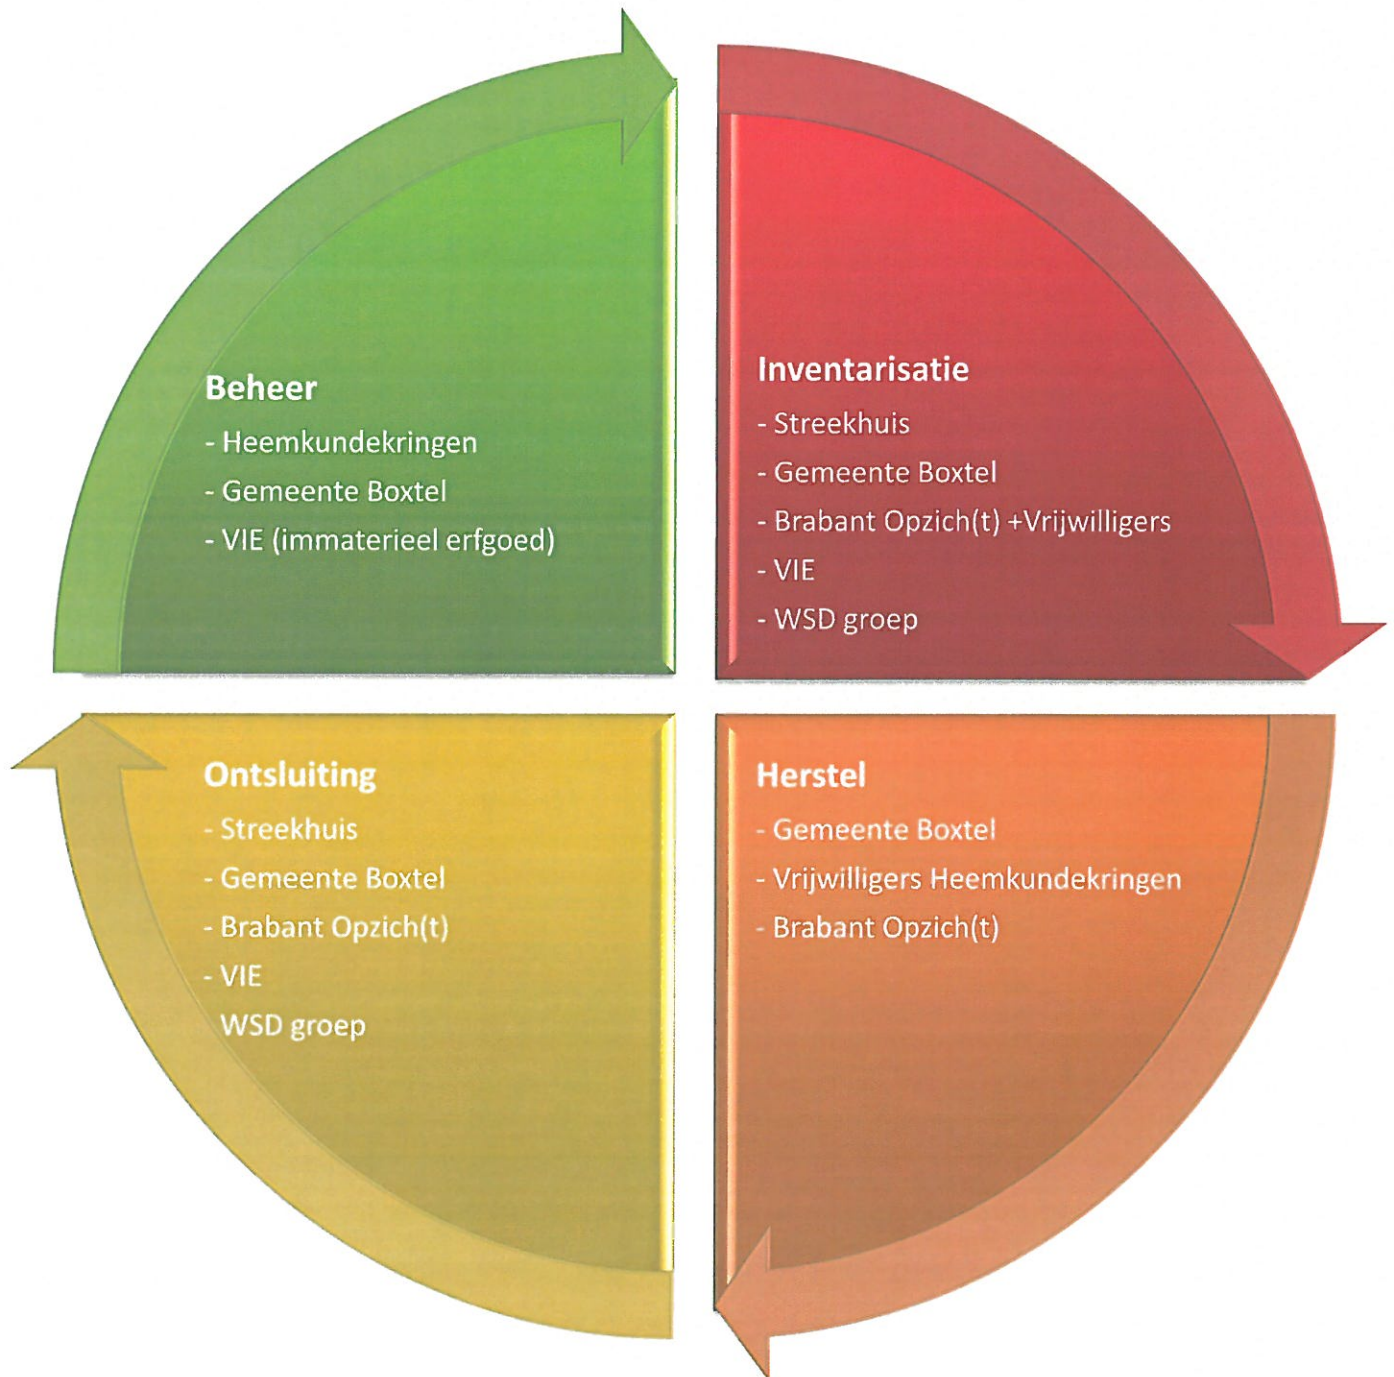 Beheer
- Heemkundekringen
- Gemeente Boxtel
- VIE (immaterieel erfgoed)
Inventarisatie
- Streekhuis
- Gemeente Boxtel
- Brabant Opzich(t) +Vrijwilligers
- VIE
- WSD groep
Ontsluiting
- Streekhuis
- Gemeente Boxtel
- Brabant Opzich(t)
- VIE
WSD groep
Herstel
- Gemeente Boxtel
- Vrijwilligers Heemkundekringen
- Brabant Opzich(t)